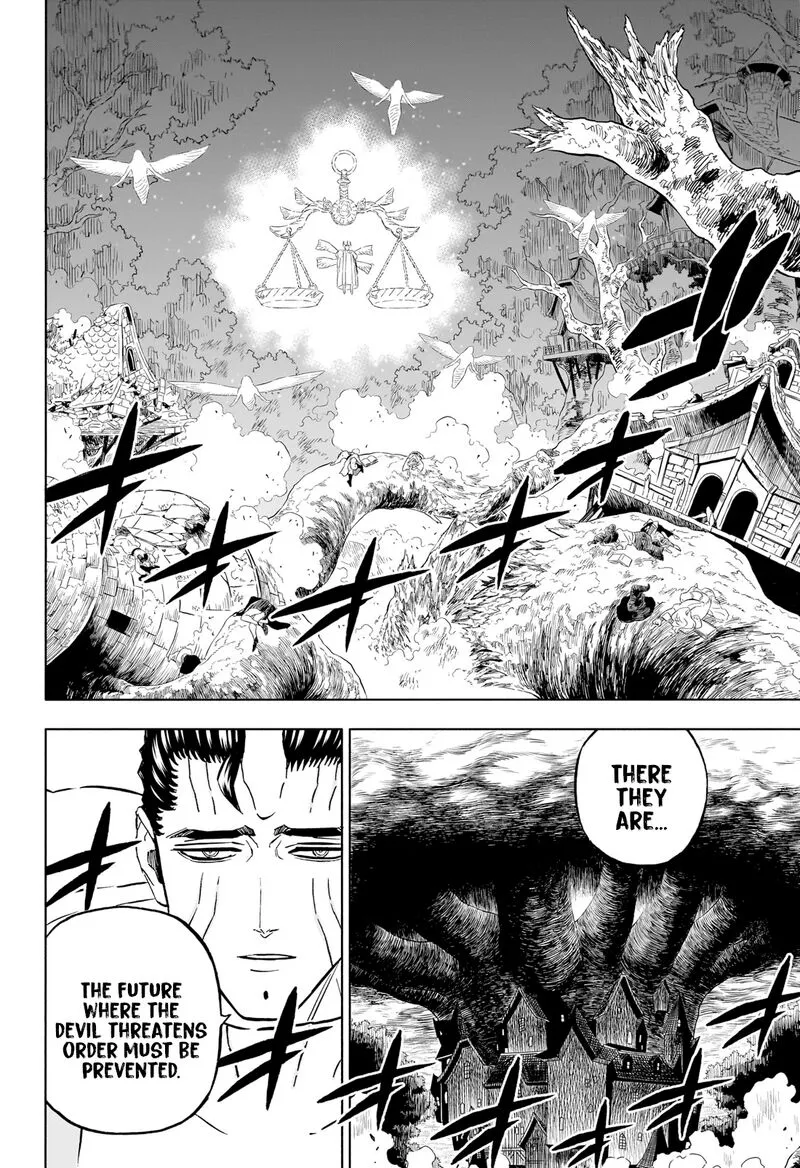 THERE
THEY
ARE...
THE FUTURE
WHERE THE
DEVIL THREATENS
ORDER MUST BE
PREVENTED.